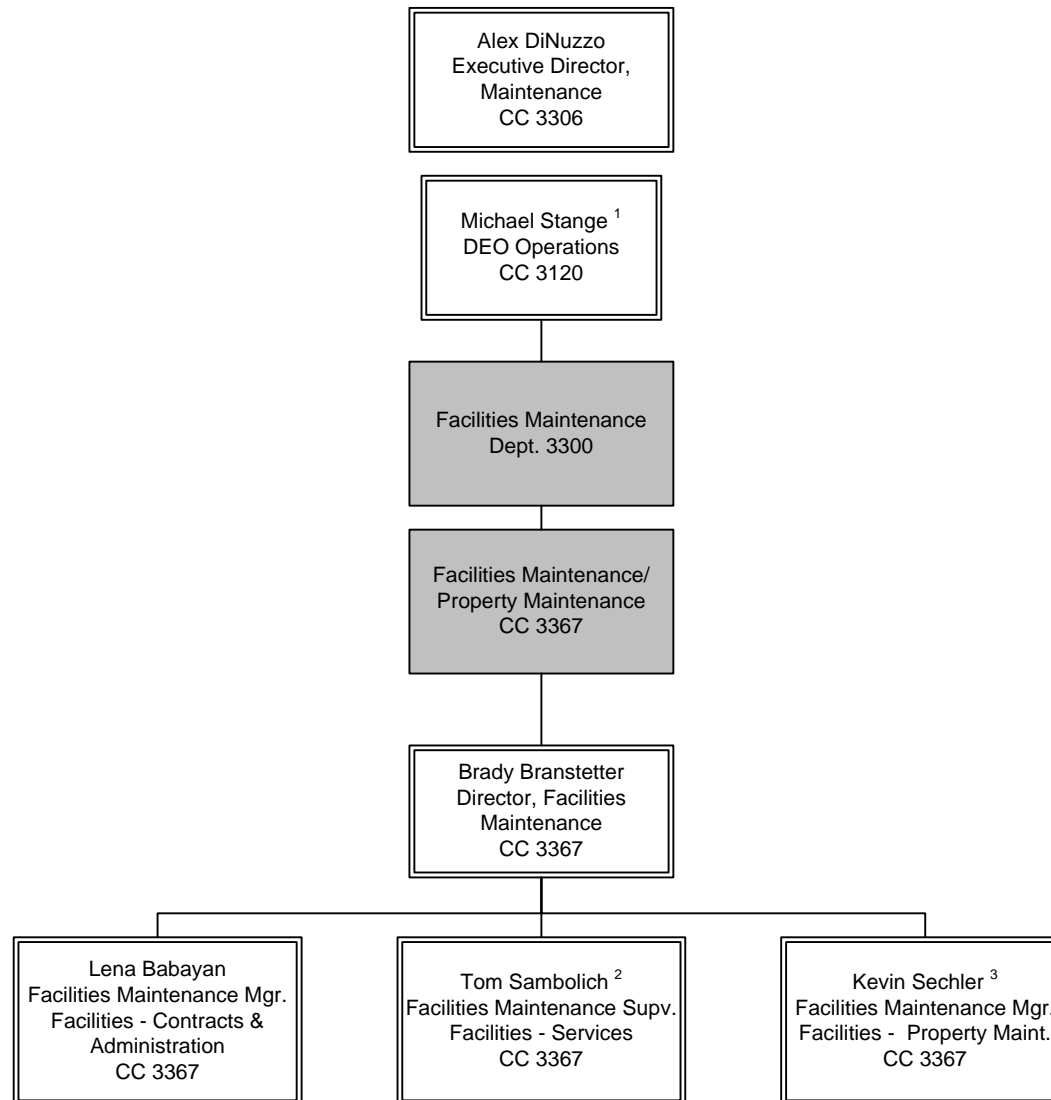 Alex DiNuzzo
Executive Director,
Maintenance
CC 3306
Michael Stange 1
DEO Operations
CC 3120
Facilities Maintenance
Dept. 3300
Facilities Maintenance/
Property Maintenance
CC 3367
Brady Branstetter
Director, Facilities
Maintenance
CC 3367
Lena Babayan
Facilities Maintenance Mgr.
Facilities - Contracts &
Administration
CC 3367
Tom Sambolich 2
Facilities Maintenance Supv.
Facilities - Services
CC 3367
Kevin Sechler 3
Facilities Maintenance Mgr.
Facilities - Property Maint.
CC 3367